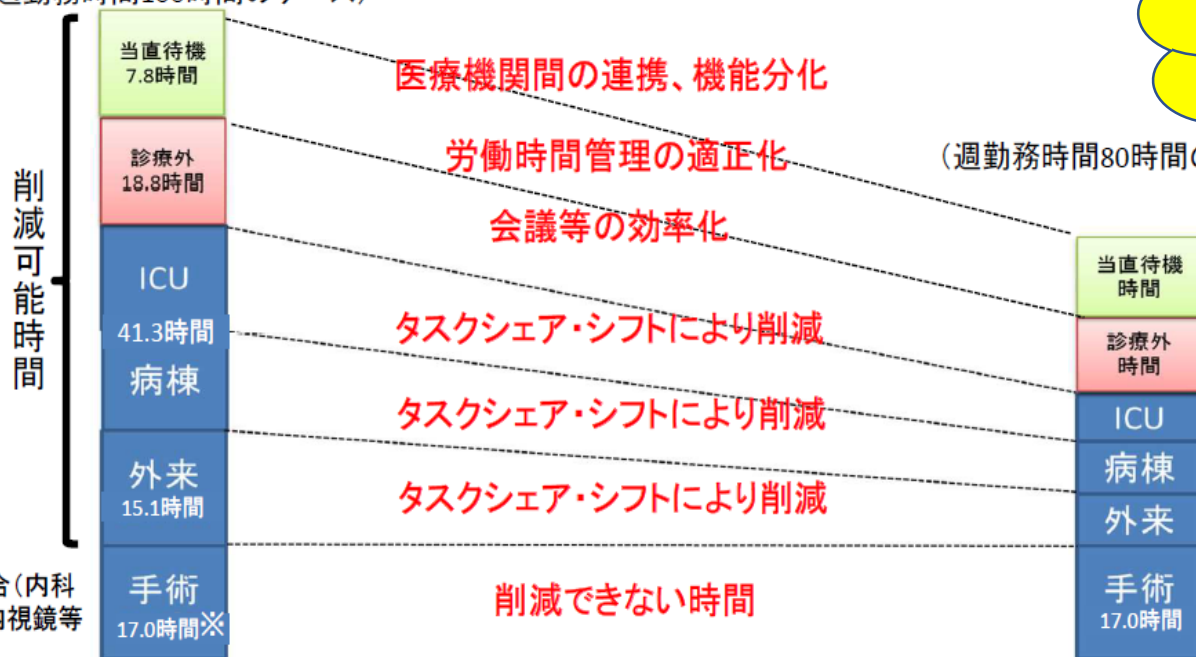 当直待機
7.8時間
診療外
18.8時間
ICU
41.3時間
病棟
外来
15.1時間
手術
17.0時間※
削減可能時間
合(内科
内視鏡等
医療機関間の連携、機能分化
労働時間管理の適正化
会議等の効率化
タスクシェア・シフトにより削減
タスクシェア・シフトにより削減
タスクシェア・シフトにより削減
削減できない時間
(週勤務時間80時間
当直待機
時間
診療外
時間
ICU
病棟
外来
手術
17.0時間